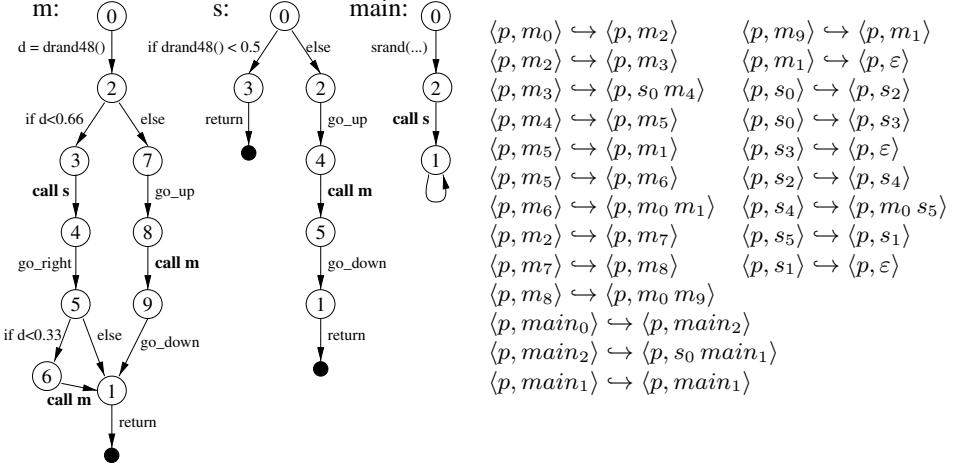 m:
0
d = drand48()
2
if d<0.66
else
3
7
call s
go_up
4
8
go_right
call m
5
9
if d<0.33
else
go_down
6
1
call m
return
s:
0
if drand48() < 0.5
else
3
2
return
go_up
4
call m
5
go_down
1
return
main:
0
srand(...)
2
call s
1
⟨p, m₀⟩ ↪ ⟨p, m₂⟩
⟨p, m₂⟩ ↪ ⟨p, m₃⟩
⟨p, m₃⟩ ↪ ⟨p, s₀ m₄⟩
⟨p, m₄⟩ ↪ ⟨p, m₅⟩
⟨p, m₅⟩ ↪ ⟨p, m₁⟩
⟨p, m₅⟩ ↪ ⟨p, m₆⟩
⟨p, m₆⟩ ↪ ⟨p, m₀ m₁⟩
⟨p, m₂⟩ ↪ ⟨p, m₇⟩
⟨p, m₇⟩ ↪ ⟨p, m₈⟩
⟨p, m₈⟩ ↪ ⟨p, m₀ m₉⟩
⟨p, main₀⟩ ↪ ⟨p, main₂⟩
⟨p, main₂⟩ ↪ ⟨p, s₀ main₁⟩
⟨p, main₁⟩ ↪ ⟨p, main₁⟩
⟨p, m₉⟩ ↪ ⟨p, m₁⟩
⟨p, m₁⟩ ↪ ⟨p, ε⟩
⟨p, s₀⟩ ↪ ⟨p, s₂⟩
⟨p, s₀⟩ ↪ ⟨p, s₃⟩
⟨p, s₃⟩ ↪ ⟨p, ε⟩
⟨p, s₂⟩ ↪ ⟨p, s₄⟩
⟨p, s₄⟩ ↪ ⟨p, m₀ s₅⟩
⟨p, s₅⟩ ↪ ⟨p, s₁⟩
⟨p, s₁⟩ ↪ ⟨p, ε⟩